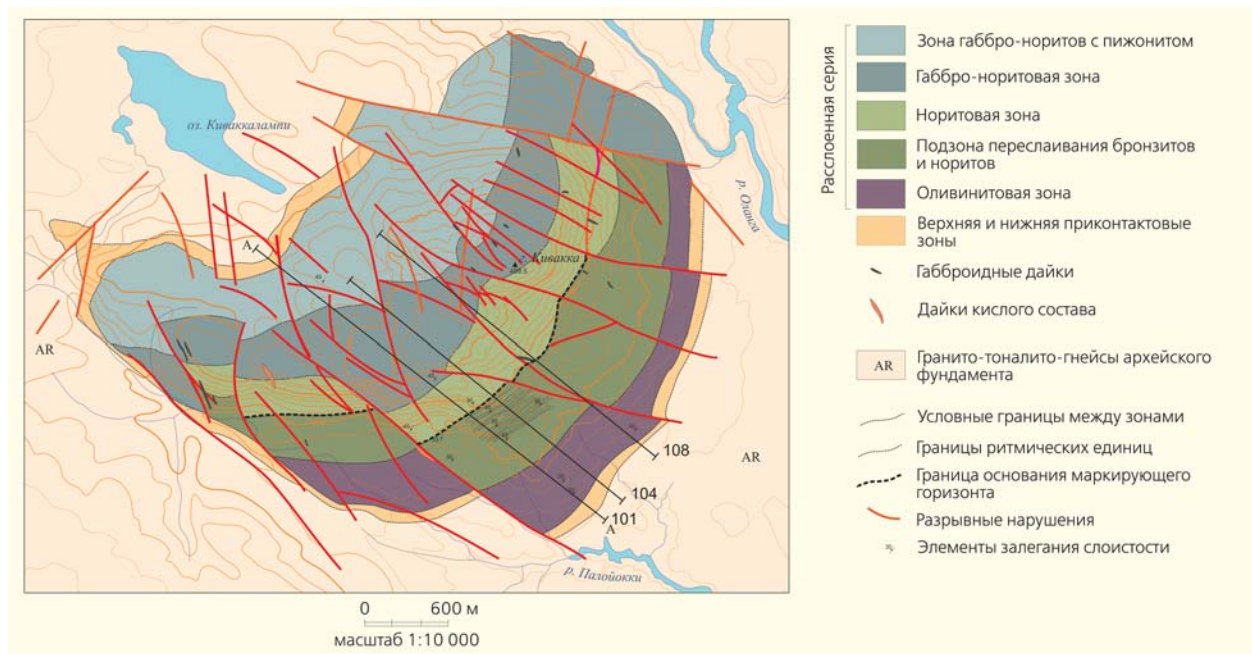 оз. Киваккалампи
р. Оланга
А
г. Кивакка
AR
AR
108
104
101
А
р. Палойокки
0 600 м
масштаб 1:10 000
Расслоенная серия
Зона габбро-норитов с пижонитом
Габбро-норитовая зона
Норитовая зона
Подзона переслаивания бронзитов
и норитов
Оливинитовая зона
Верхняя и нижняя приконтактовые
зоны
Габброидные дайки
Дайки кислого состава
AR
Гранито-тоналито-гнейсы архейского
фундамента
Условные границы между зонами
Границы ритмических единиц
Граница основания маркирующего
горизонта
Разрывные нарушения
Элементы залегания слоистости